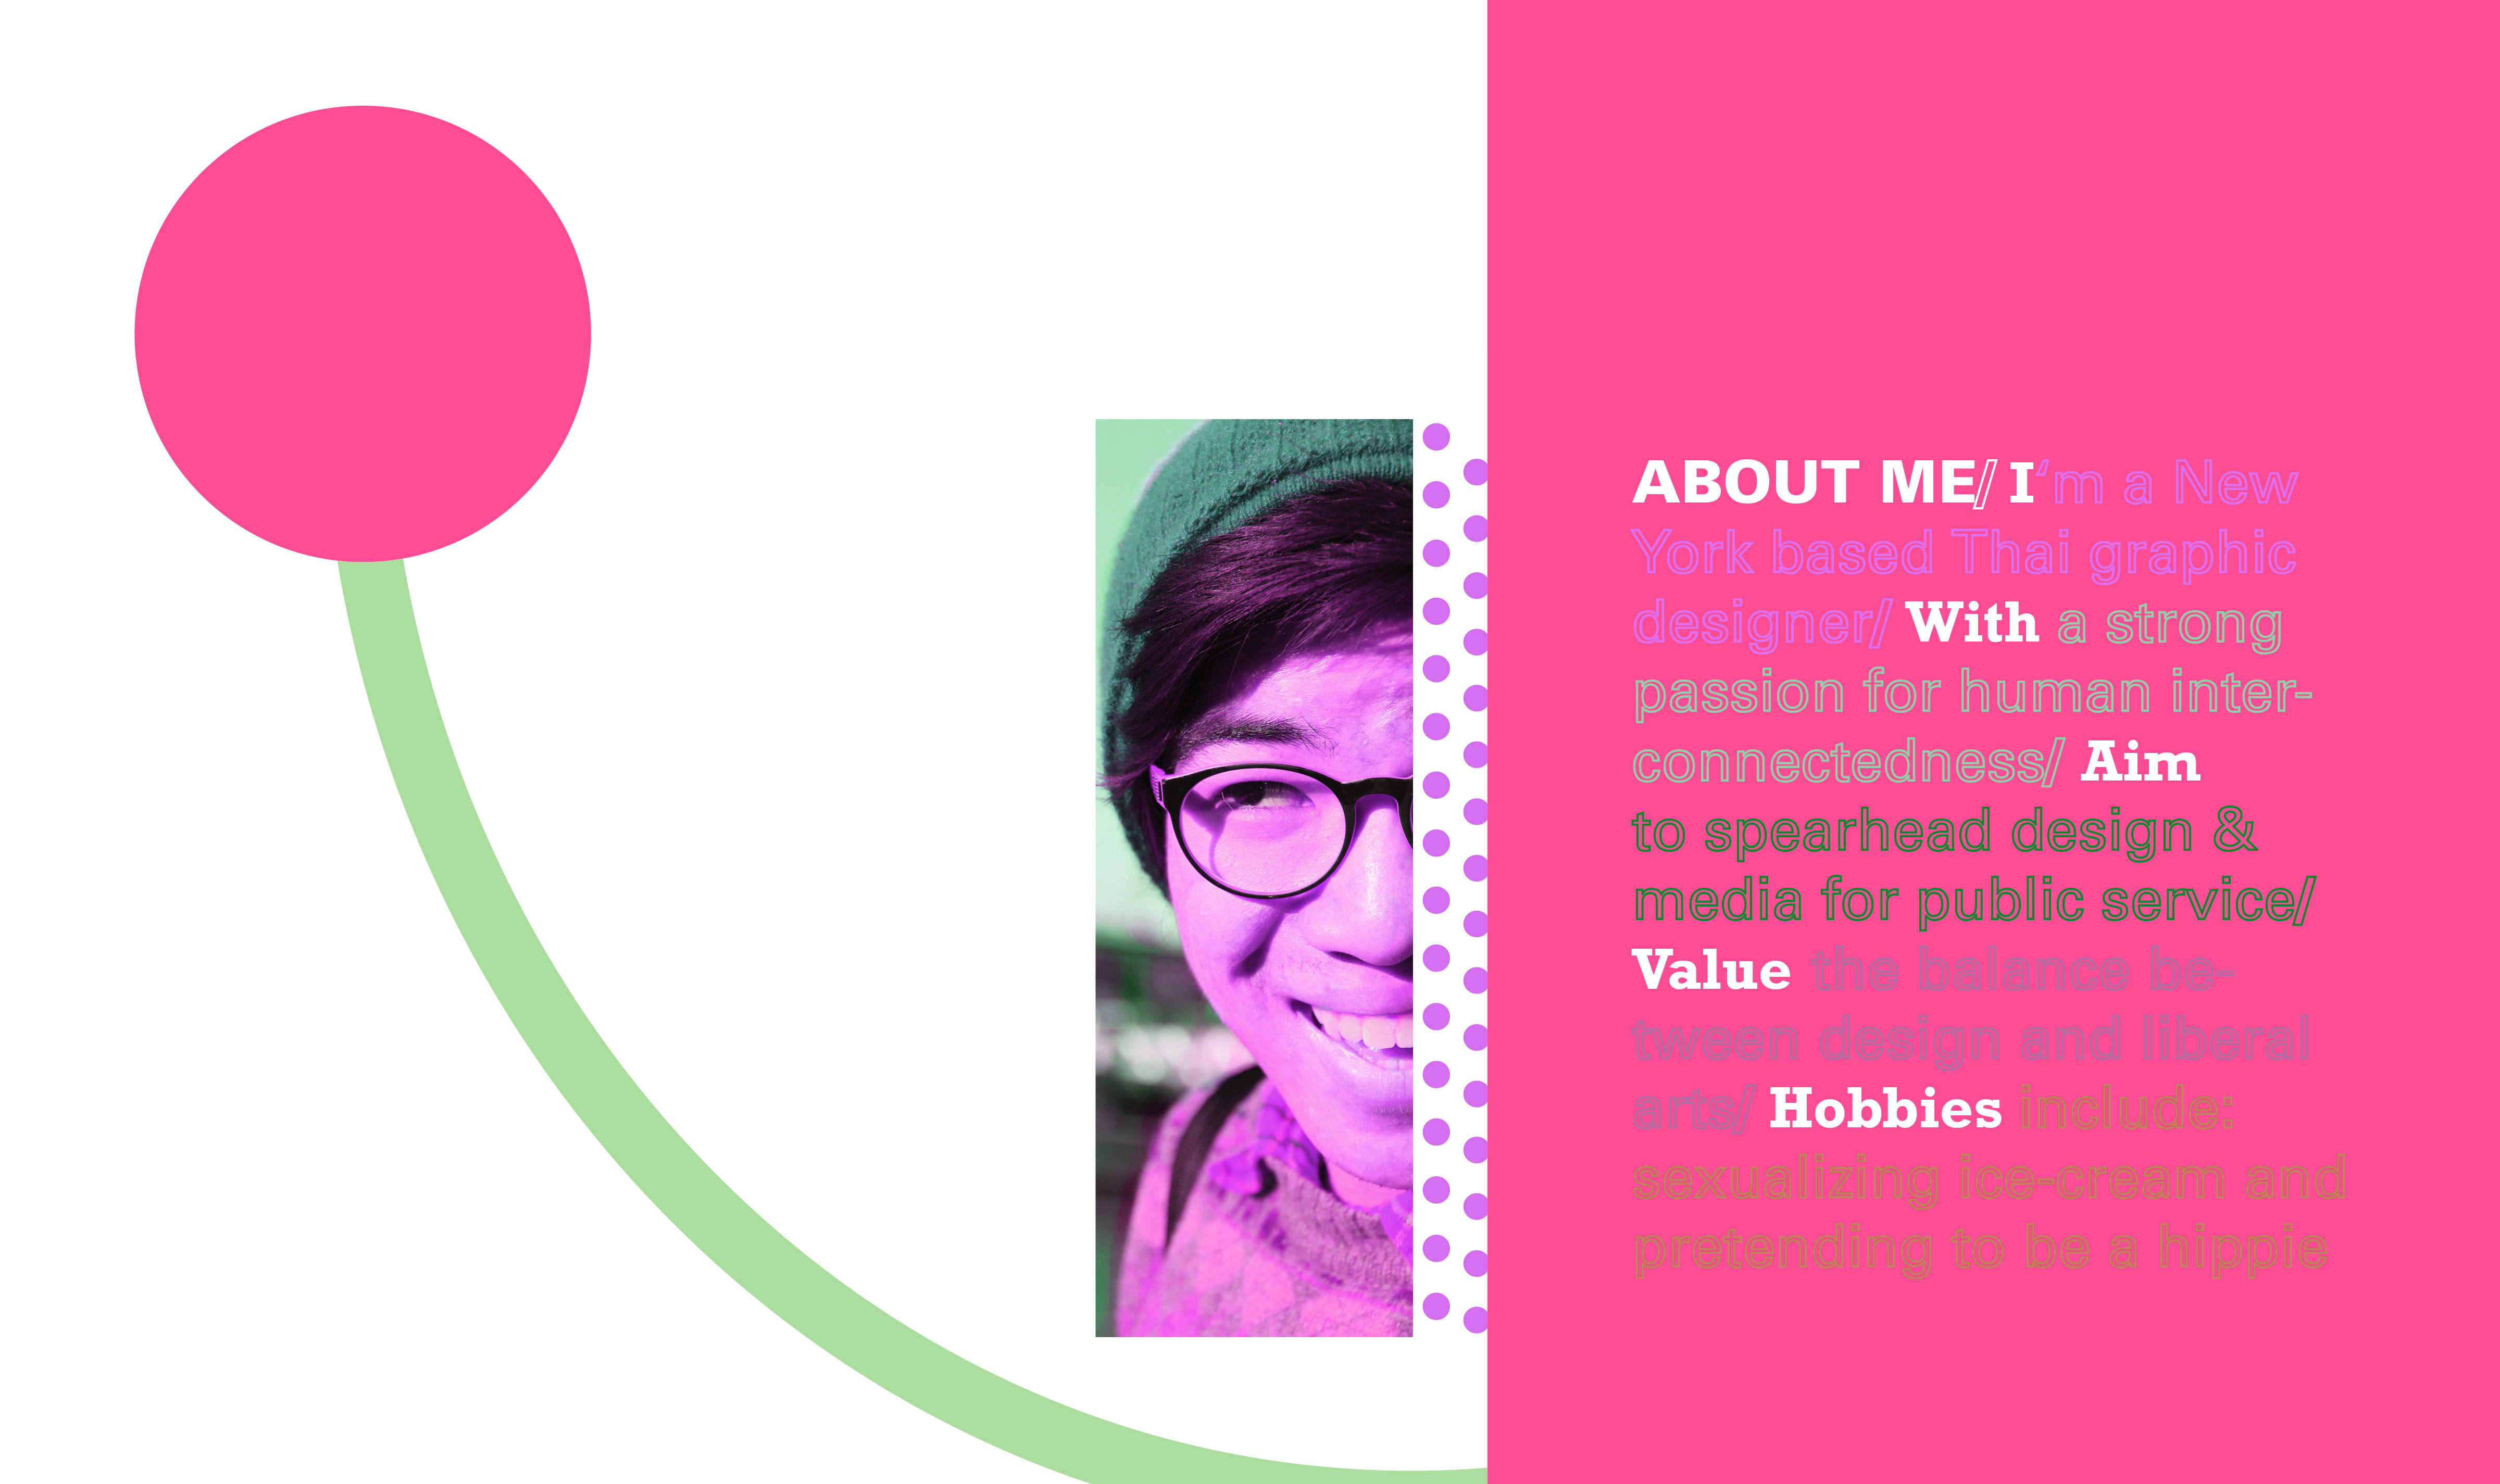 ABOUT ME/ I‘m a New
York based Thai graphic
designer/ With a strong
passion for human inter-
connectedness/ Aim
to spearhead design &
media for public service/
Value the balance be-
tween design and liberal
arts/ Hobbies include:
sexualizing ice-cream and
pretending to be a hippie